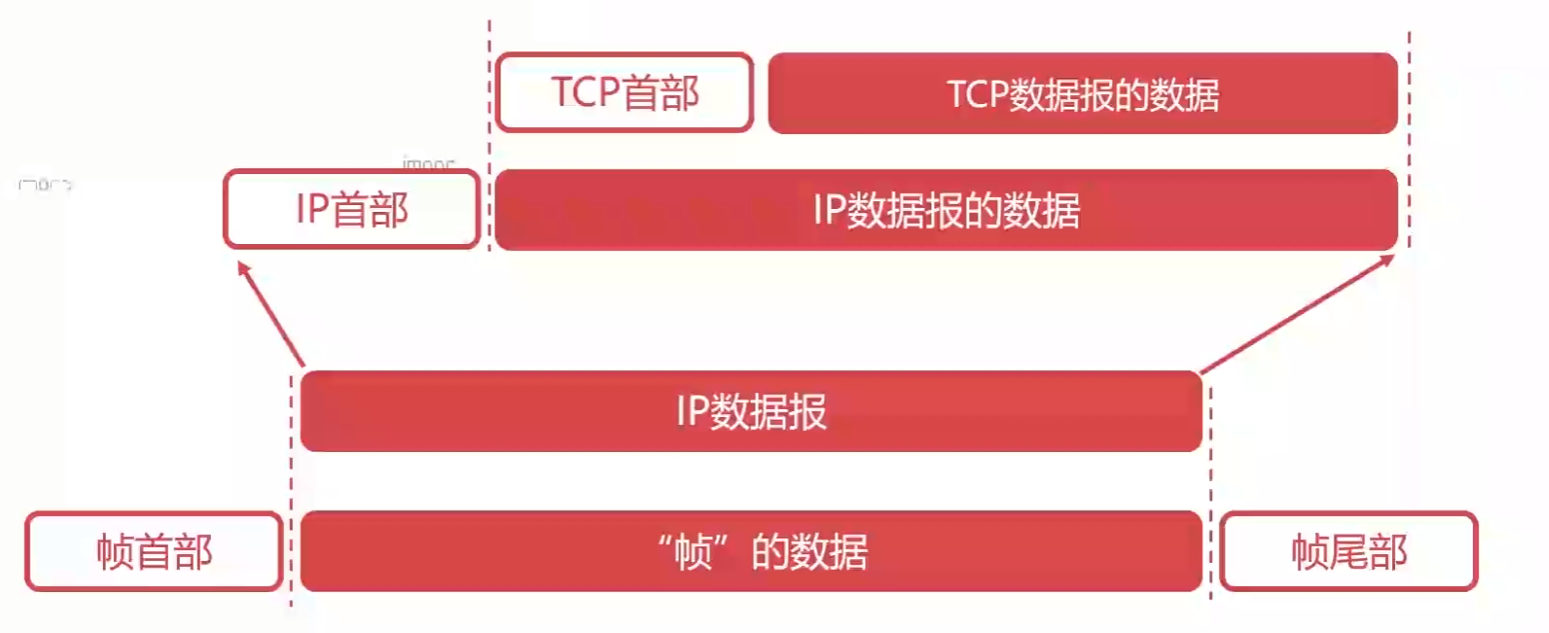 TCP首部
TCP数据报的数据
IP首部
IP数据报的数据
IP数据报
帧首部
“帧”的数据
帧尾部